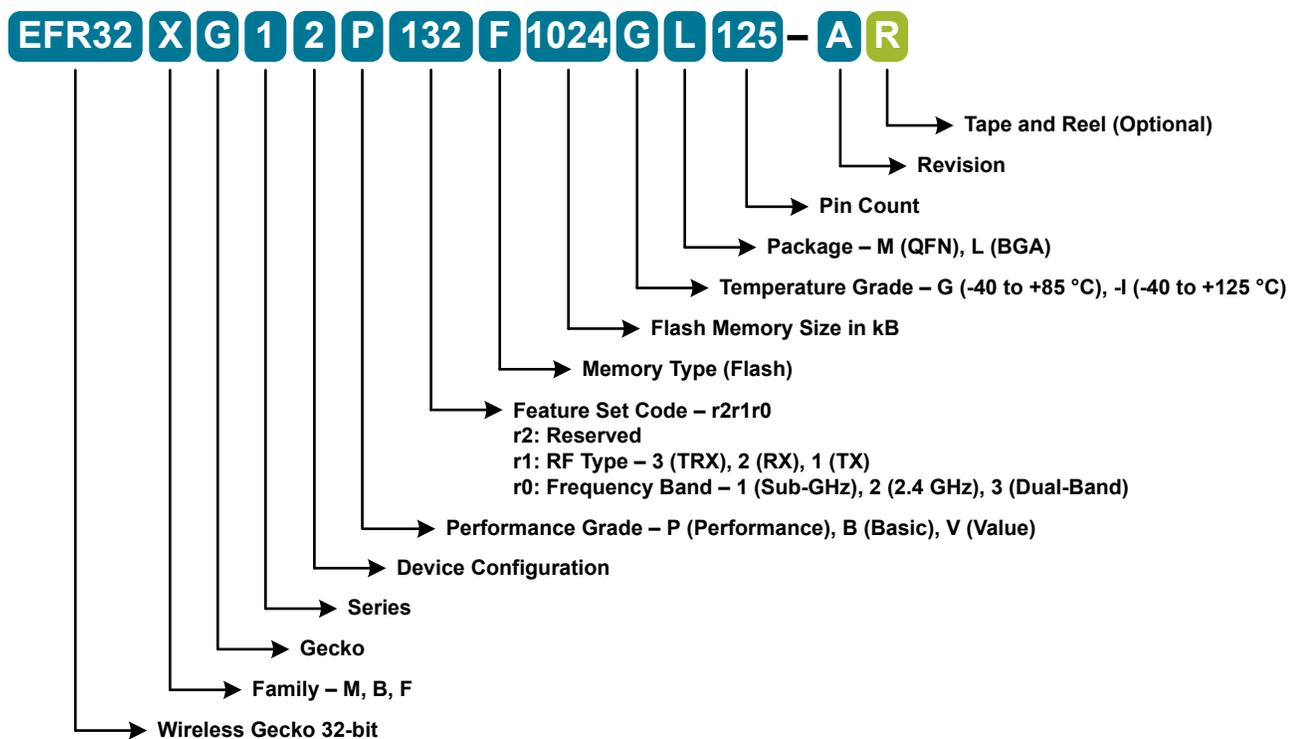 EFR32 X G 1 2 P 132 F 1024 G L 125 – A R
Tape and Reel (Optional)
Revision
Pin Count
Package – M (QFN), L (BGA)
Temperature Grade – G (-40 to +85 °C), -I (-40 to +125 °C)
Flash Memory Size in kB
Memory Type (Flash)
Feature Set Code – r2r1r0
r2: Reserved
r1: RF Type – 3 (TRX), 2 (RX), 1 (TX)
r0: Frequency Band – 1 (Sub-GHz), 2 (2.4 GHz), 3 (Dual-Band)
Performance Grade – P (Performance), B (Basic), V (Value)
Device Configuration
Series
Gecko
Family – M, B, F
Wireless Gecko 32-bit